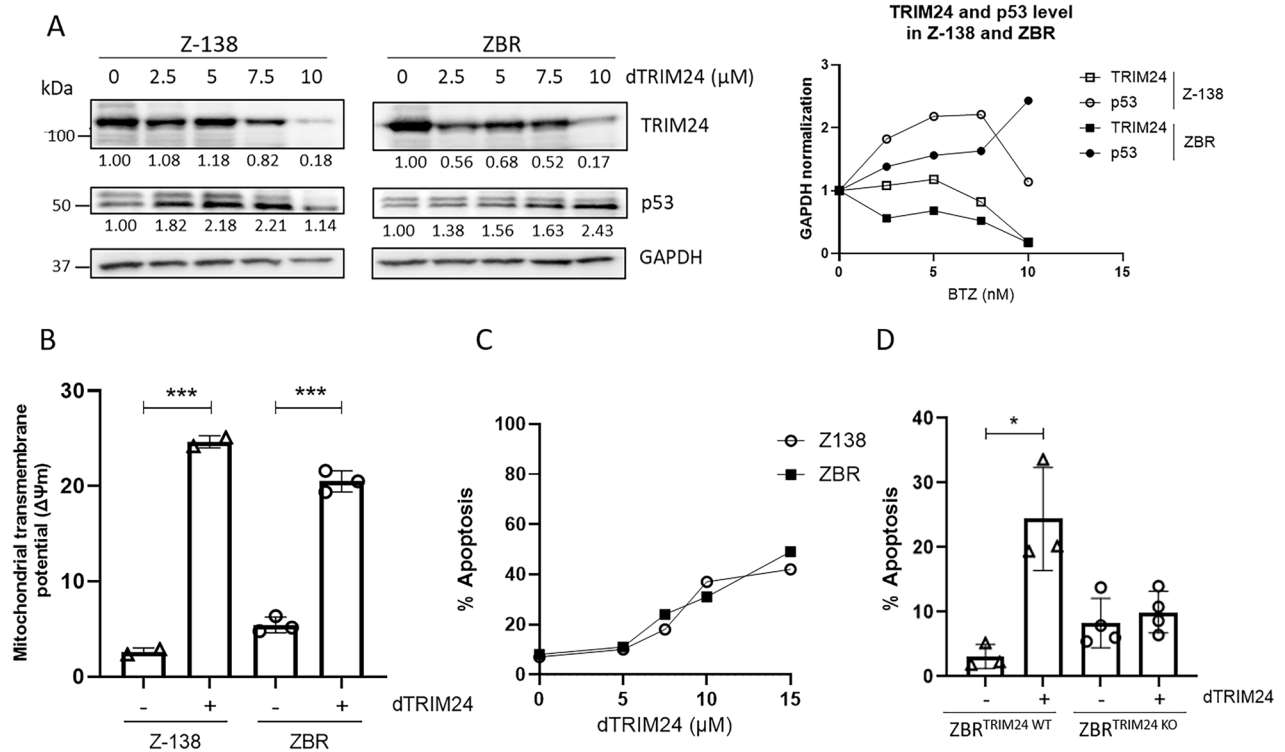 A
Z-138
ZBR
kDa
0 2.5 5 7.5 10
0 2.5 5 7.5 10 dTRIM24 (µM)
100
TRIM24
1.00 1.08 1.18 0.82 0.18
1.00 0.56 0.68 0.52 0.17
50
p53
1.00 1.82 2.18 2.21 1.14
1.00 1.38 1.56 1.63 2.43
37
GAPDH
TRIM24 and p53 level
in Z-138 and ZBR
GAPDH normalization
3
2
1
0
0 5 10 15
BTZ (nM)
TRIM24
p53
Z-138
TRIM24
p53
ZBR
B
Mitochondrial transmembrane
potential (ΔΨm)
30
20
10
0
*** ***
- + - + dTRIM24
Z-138 ZBR
C
% Apoptosis
100
80
60
40
20
0
0 5 10 15
dTRIM24 (µM)
Z138
ZBR
D
% Apoptosis
40
30
20
10
0
*
- + - + dTRIM24
ZBRTRIM24 WT ZBRTRIM24 KO